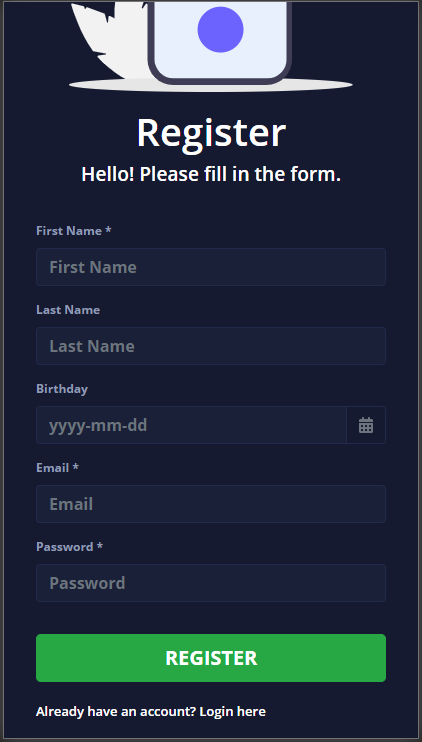 Register
Hello! Please fill in the form.
First Name *
First Name
Last Name
Last Name
Birthday
yyyy-mm-dd
Email *
Email
Password *
Password
REGISTER
Already have an account? Login here